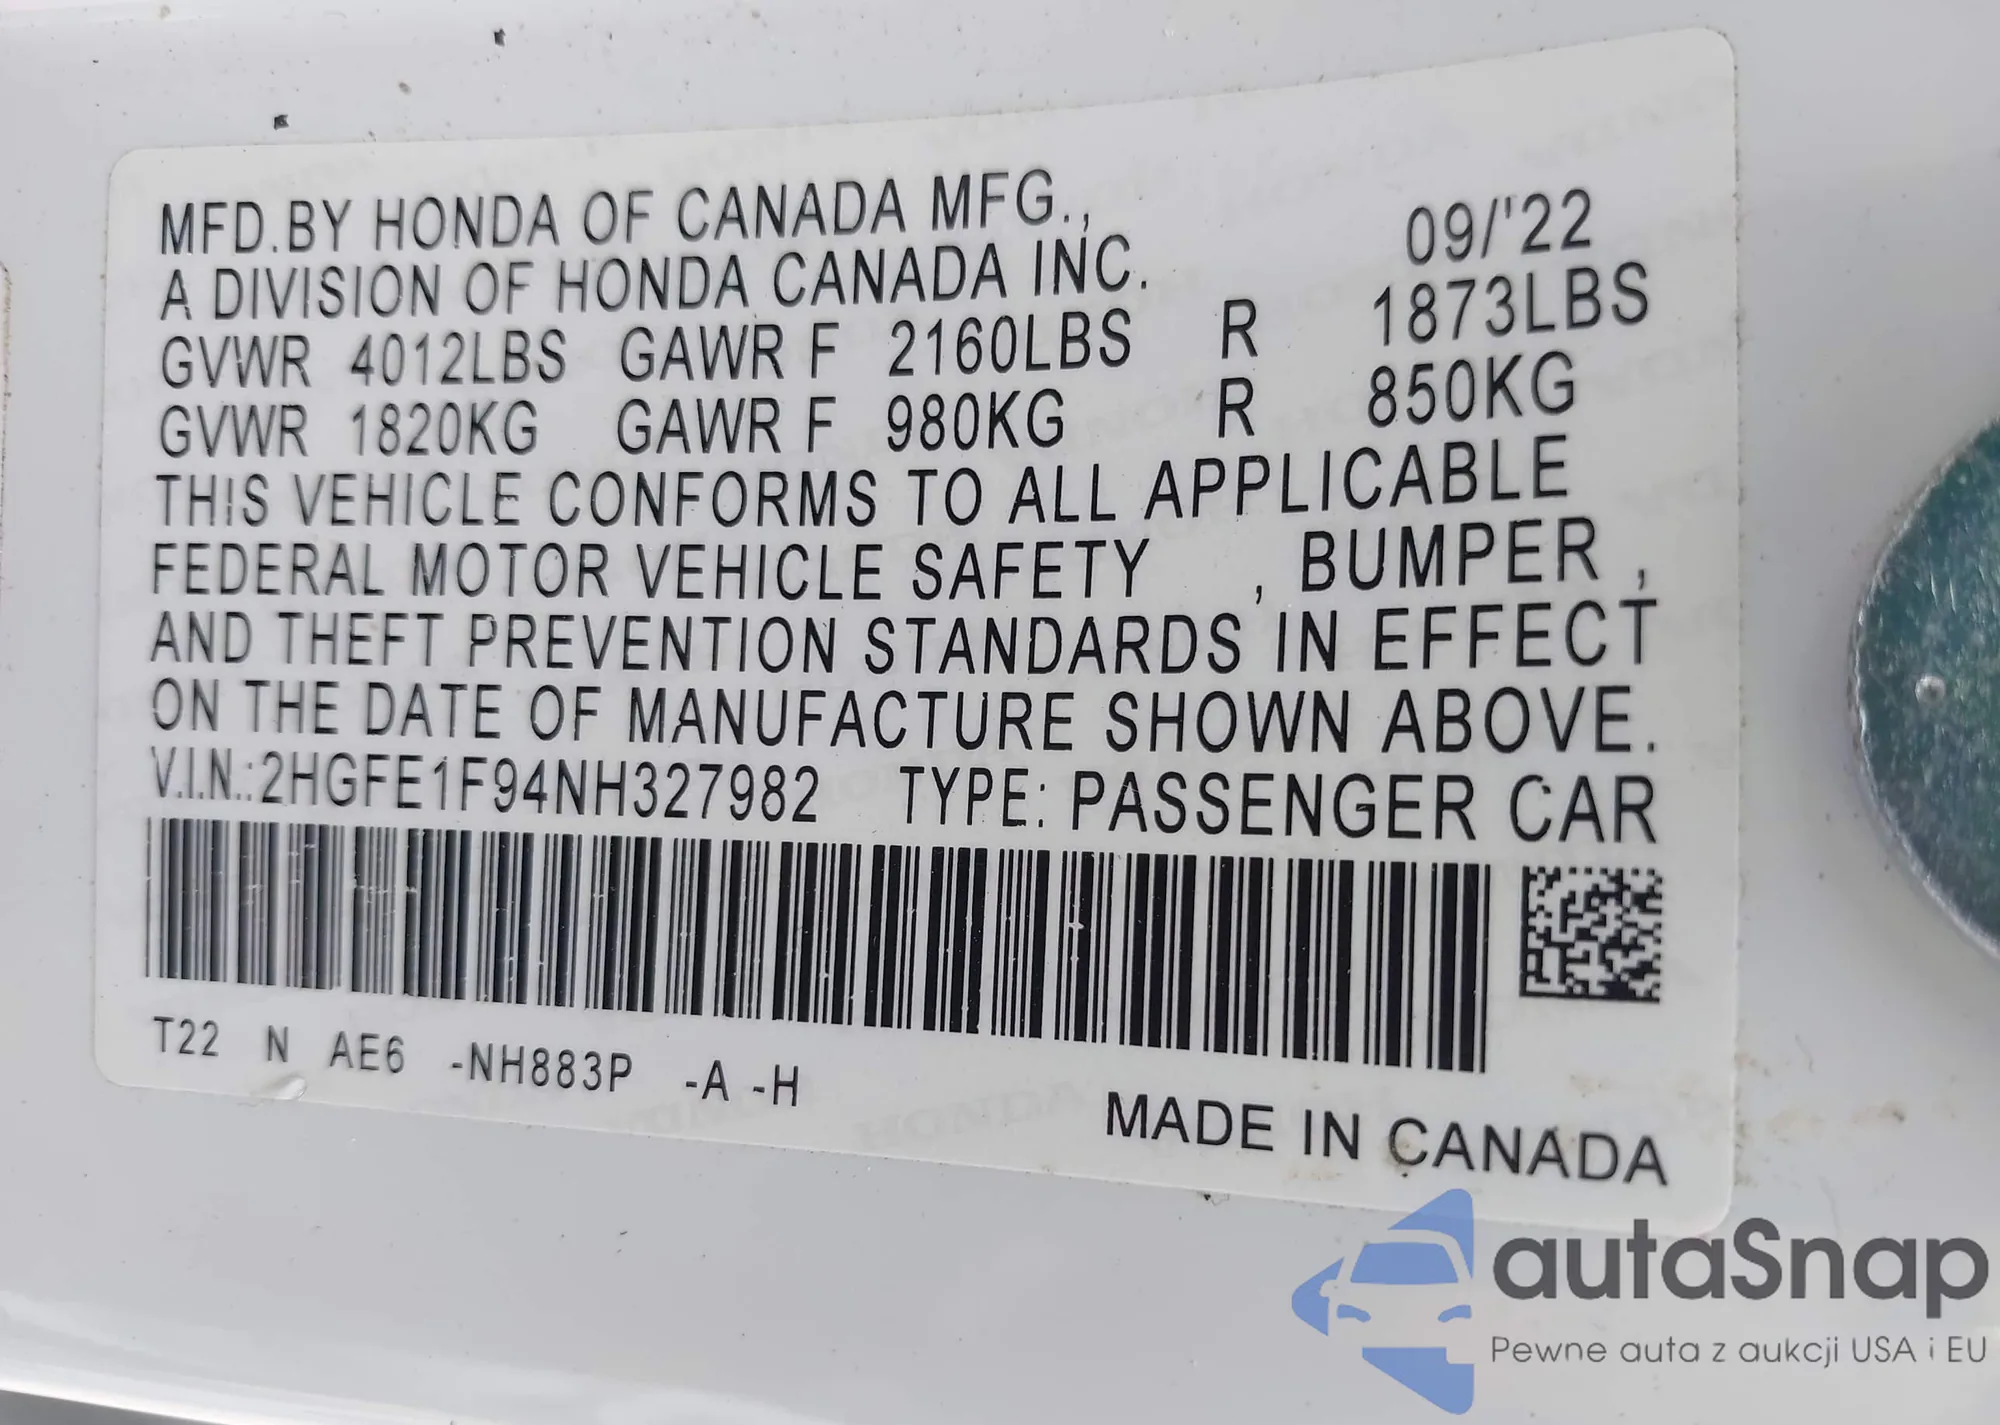 MFD.BY HONDA OF CANADA MFG., 09/'22
A DIVISION OF HONDA CANADA INC.
GVWR 4012LBS GAWR F 2160LBS R 1873LBS
GVWR 1820KG GAWR F 980KG R 850KG
THIS VEHICLE CONFORMS TO ALL APPLICABLE
FEDERAL MOTOR VEHICLE SAFETY , BUMPER ,
AND THEFT PREVENTION STANDARDS IN EFFECT
ON THE DATE OF MANUFACTURE SHOWN ABOVE.
V.I.N.:2HGFE1F94NH327982 TYPE: PASSENGER CAR
T22 N AE6 -NH883P -A -H
MADE IN CANADA
autaSnap
Pewne auta z aukcji USA i EU